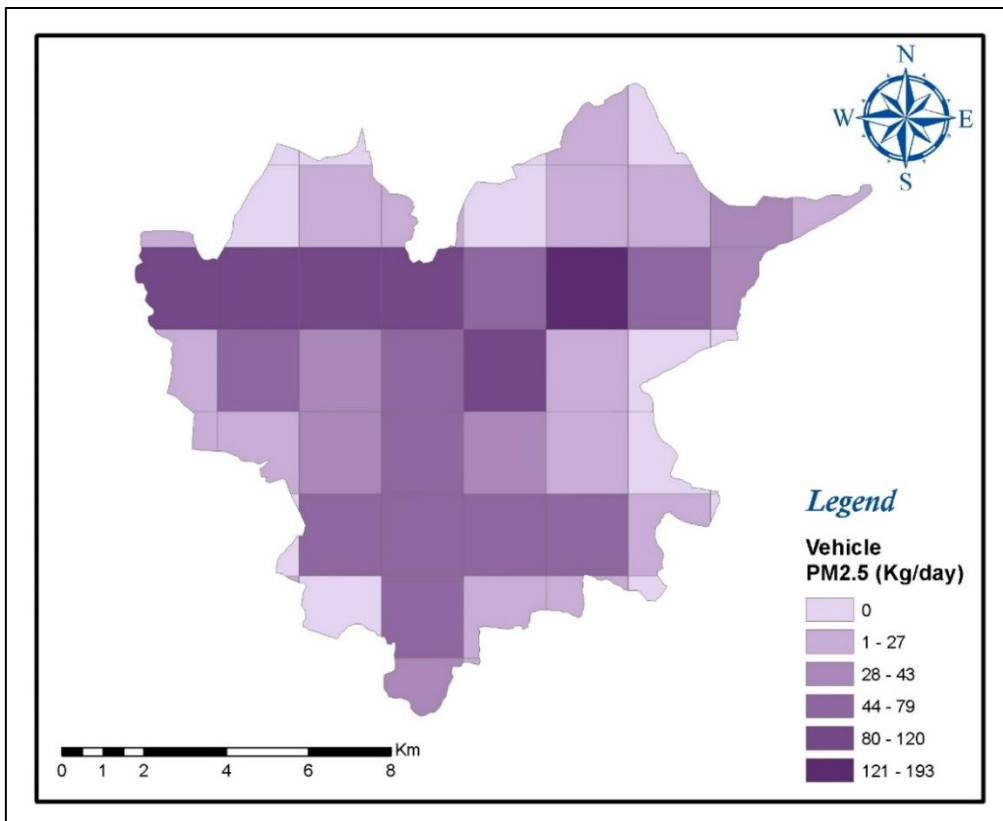 N
W E
S
Legend
Vehicle
PM2.5 (Kg/day)
0
1 - 27
28 - 43
44 - 79
80 - 120
121 - 193
Km
0 1 2 4 6 8